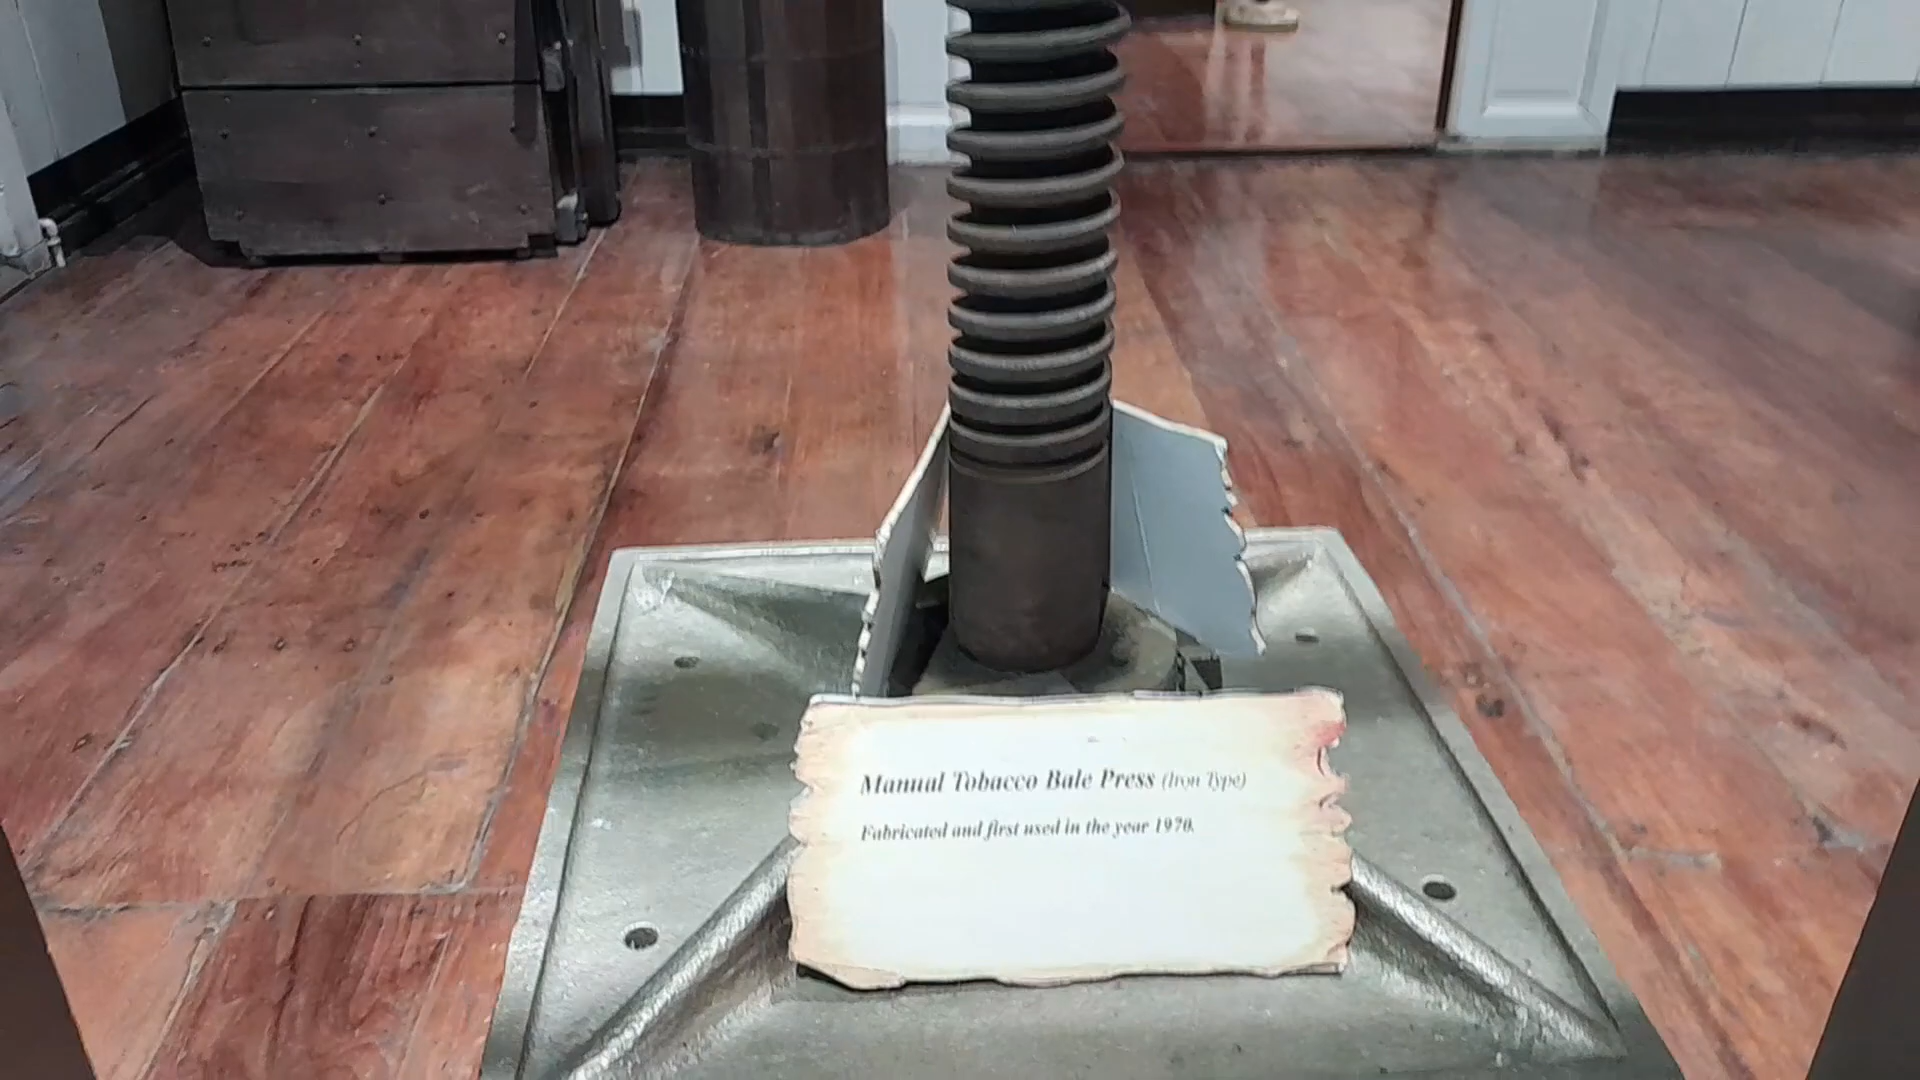 Manual Tobacco Bale Press (Iron Type)
Fabricated and first used in the year 1970.